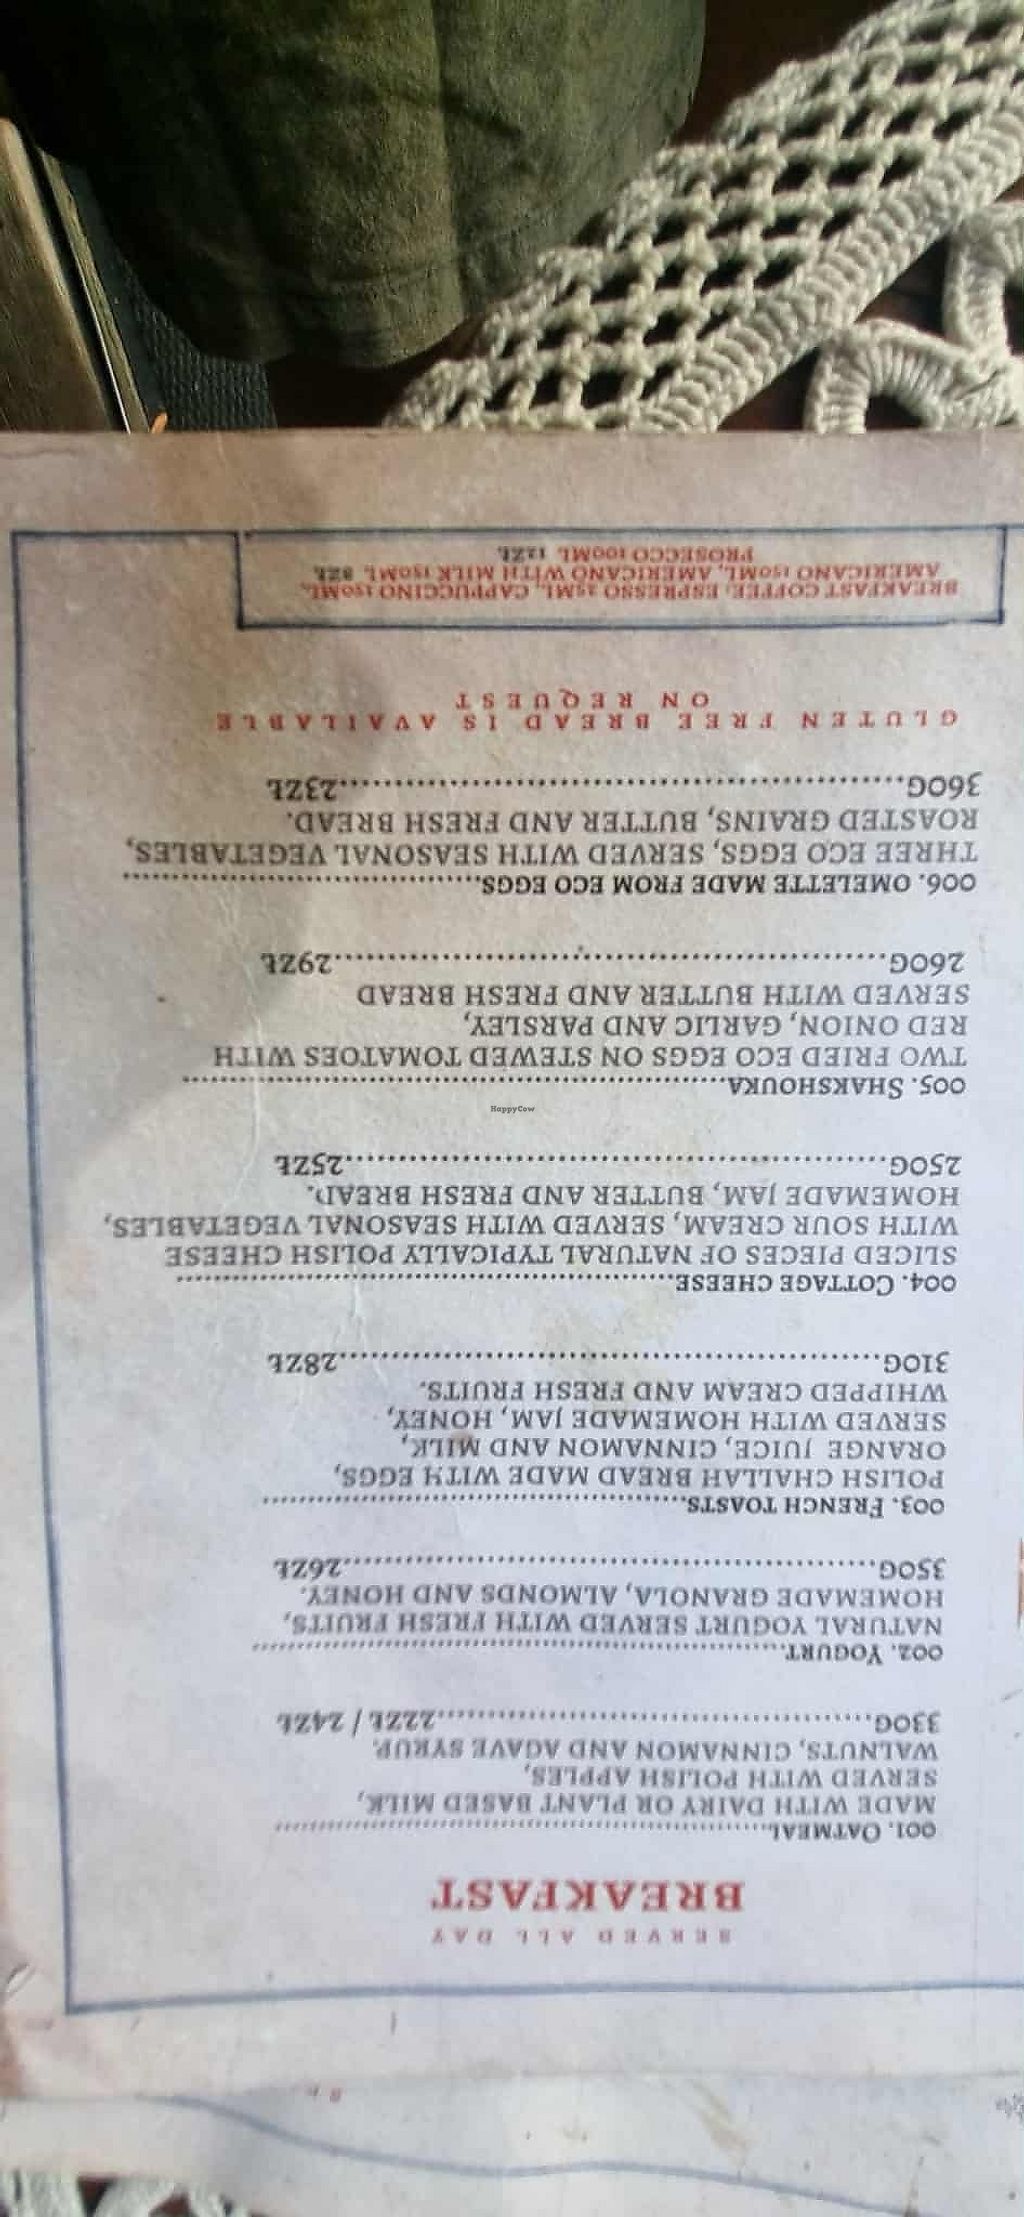 SERVED ALL DAY
BREAKFAST
001. OATMEAL
MADE WITH DAIRY OR PLANT BASED MILK,
SERVED WITH POLISH APPLES,
WALNUTS, CINNAMON AND AGAVE SYRUP.
330G 22ZŁ / 24ZŁ
002. YOGURT
NATURAL YOGURT SERVED WITH FRESH FRUITS,
HOMEMADE GRANOLA, ALMONDS AND HONEY.
350G 26ZŁ
003. FRENCH TOASTS
POLISH CHALLAH BREAD MADE WITH EGGS,
ORANGE JUICE, CINNAMON AND MILK,
SERVED WITH HOMEMADE JAM, HONEY,
WHIPPED CREAM AND FRESH FRUITS.
310G 28ZŁ
004. COTTAGE CHEESE
SLICED PIECES OF NATURAL TYPICALLY POLISH CHEESE
WITH SOUR CREAM, SERVED WITH SEASONAL VEGETABLES,
HOMEMADE JAM, BUTTER AND FRESH BREAD.
250G 25ZŁ
005. SHAKSHOUKA
TWO FRIED ECO EGGS ON STEWED TOMATOES WITH
RED ONION, GARLIC AND PARSLEY,
SERVED WITH BUTTER AND FRESH BREAD
260G 29ZŁ
006. OMELETTE MADE FROM ECO EGGS.
THREE ECO EGGS, SERVED WITH SEASONAL VEGETABLES,
ROASTED GRAINS, BUTTER AND FRESH BREAD.
360G 23ZŁ
GLUTEN FREE BREAD IS AVAILABLE
ON REQUEST
BREAKFAST COFFEE: ESPRESSO 25ML, CAPPUCCINO 150ML,
AMERICANO 150ML, AMERICANO WITH MILK 150ML 8ZŁ
PROSECCO 100ML 12ZŁ
HappyCow